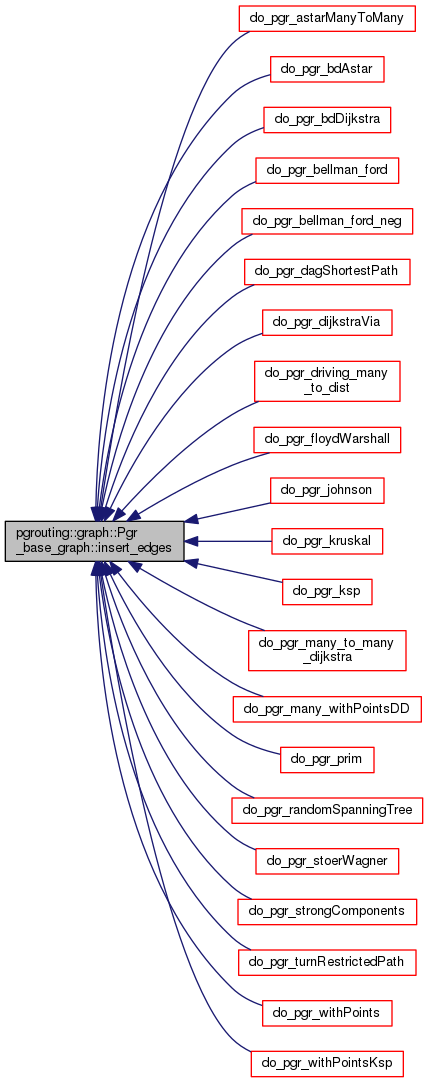 do_pgr_astarManyToMany
do_pgr_bdAstar
do_pgr_bdDijkstra
do_pgr_bellman_ford
do_pgr_bellman_ford_neg
do_pgr_dagShortestPath
do_pgr_dijkstraVia
do_pgr_driving_many
_to_dist
do_pgr_floydWarshall
do_pgr_johnson
pgrouting::graph::Pgr
_base_graph::insert_edges
do_pgr_kruskal
do_pgr_ksp
do_pgr_many_to_many
_dijkstra
do_pgr_many_withPointsDD
do_pgr_prim
do_pgr_randomSpanningTree
do_pgr_stoerWagner
do_pgr_strongComponents
do_pgr_turnRestrictedPath
do_pgr_withPoints
do_pgr_withPointsKsp